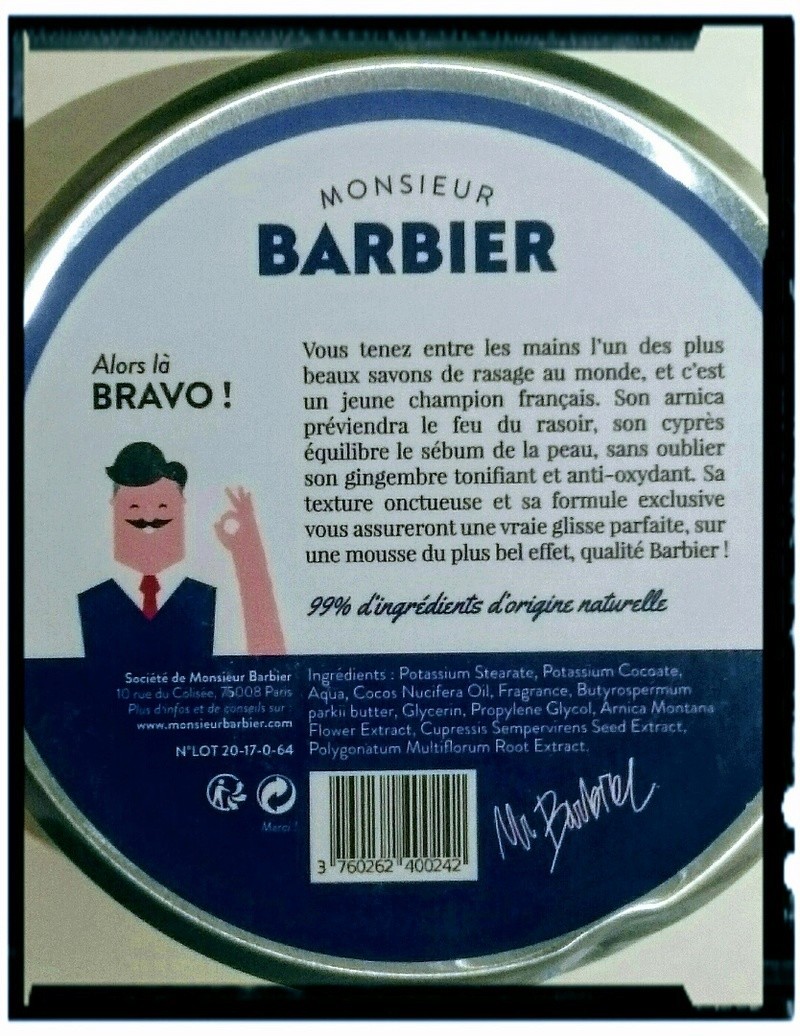 MONSIEUR
BARBIER
Alors là
BRAVO !
Vous tenez entre les mains l'un des plus
beaux savons de rasage au monde, et c'est
un jeune champion français. Son arnica
préviendra le feu du rasoir, son cyprès
équilibre le sébum de la peau, sans oublier
son gingembre tonifiant et anti-oxydant. Sa
texture onctueuse et sa formule exclusive
vous assureront une vraie glisse parfaite, sur
une mousse du plus bel effet, qualité Barbier !
99% d'ingrédients d'origine naturelle
Société de Monsieur Barbier
10 rue du Colisée, 75008 Paris
Plus d'infos et de conseils sur :
www.monsieurbarbier.com
N°LOT 20-17-0-64
Merci !
Ingrédients : Potassium Stearate, Potassium Cocoate,
Aqua, Cocos Nucifera Oil, Fragrance, Butyrospermum
parkii butter, Glycerin, Propylene Glycol, Arnica Montana
Flower Extract, Cupressis Sempervirens Seed Extract,
Polygonatum Multiflorum Root Extract.
3 760262 400242
Mr Barbier